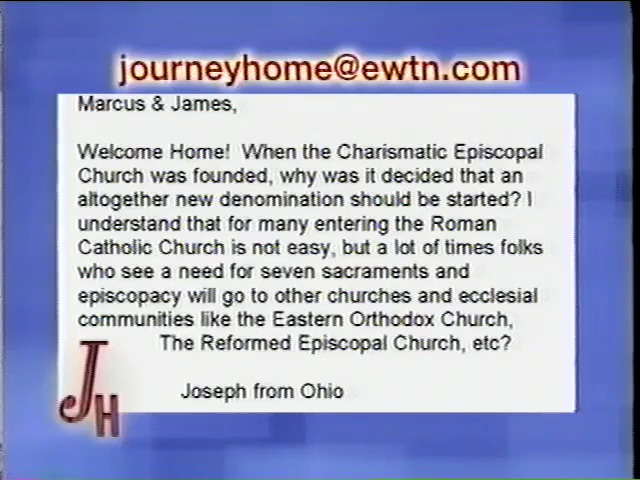 journeyhome@ewtn.com
Marcus & James,
Welcome Home! When the Charismatic Episcopal
Church was founded, why was it decided that an
altogether new denomination should be started? I
understand that for many entering the Roman
Catholic Church is not easy, but a lot of times folks
who see a need for seven sacraments and
episcopacy will go to other churches and ecclesial
communities like the Eastern Orthodox Church,
The Reformed Episcopal Church, etc?
Joseph from Ohio
JH